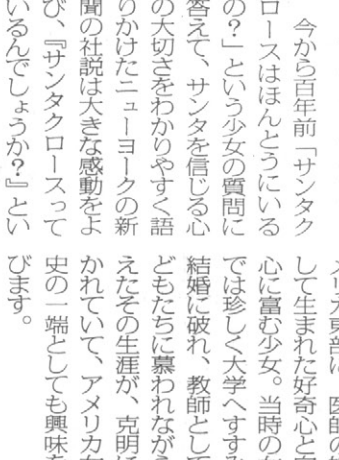 今から百年前「サンタク
ロースはほんとうにいる
の?」という少女の質問に
答えて、サンタを信じる心
の大切さをわかりやすく語
りかけたニューヨークの新
聞の社説は大きな感動をよ
び、『サンタクロースって
いるんでしょうか?』とい
リカ東部に、医師の
して生まれた好奇心と
心に富む少女。当時の
では珍しく大学へすすみ
結婚に破れ、教師として
どもたちに慕われながら
えたその生涯が、克明に
かれていて、アメリカ女
史の一端としても興味を
びます。